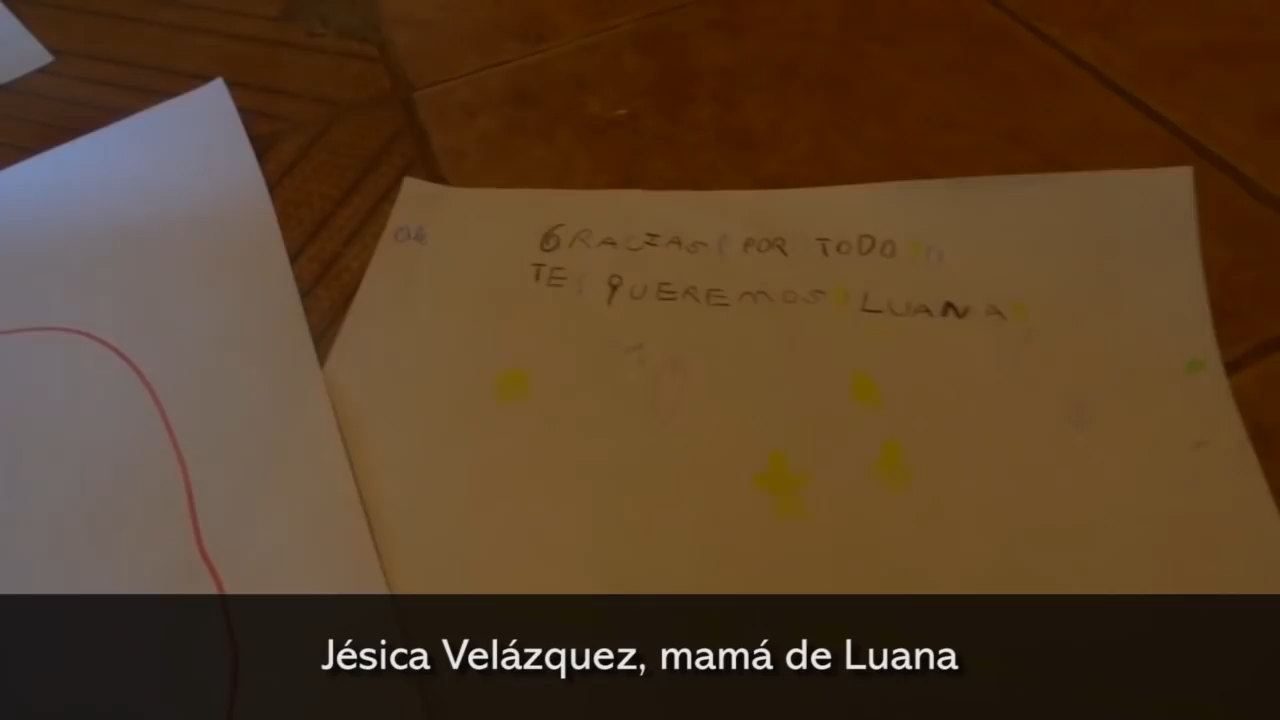 GRACIAS POR TODO
TE QUEREMOS LUANA
Jésica Velázquez, mamá de Luana